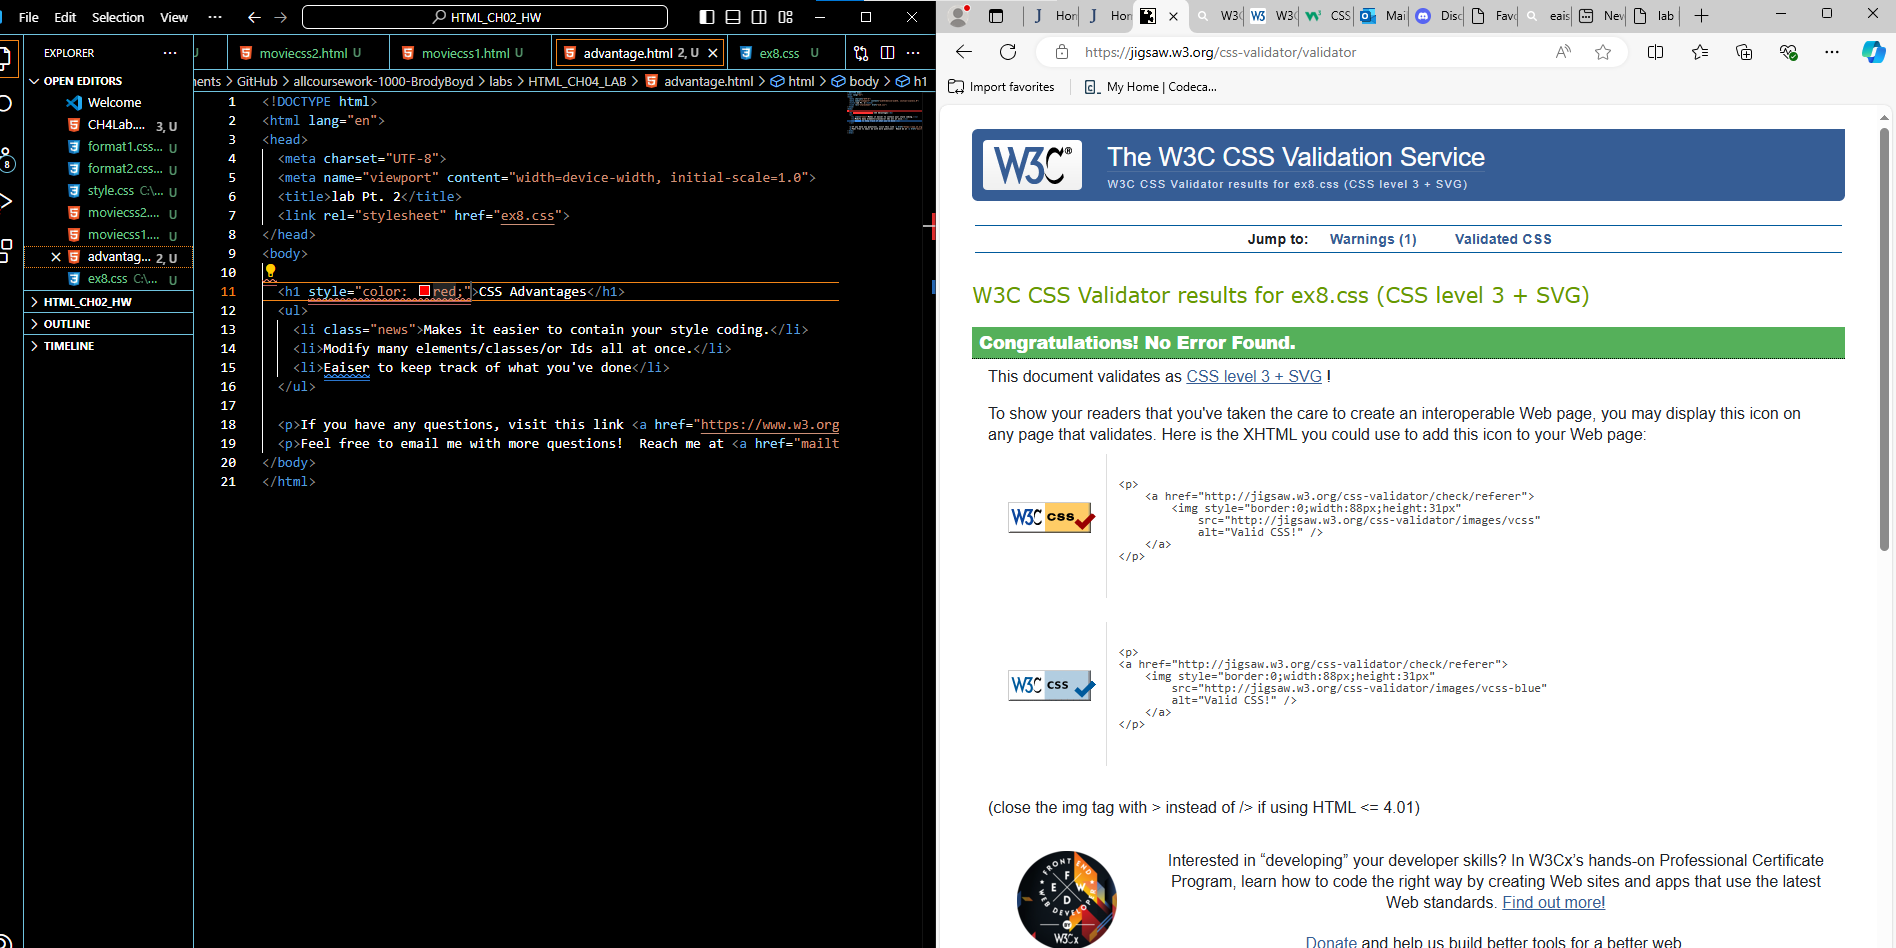 File Edit Selection View ··· HTML_CH02_HW
EXPLORER ···
OPEN EDITORS
Welcome
CH4Lab.... 3, U
format1.css... U
format2.css... U
style.css C:\... U
moviecss2.... U
moviecss1.... U
advantag... 2, U
ex8.css C:\... U
HTML_CH02_HW
OUTLINE
TIMELINE
8
U moviecss2.html U moviecss1.html U advantage.html 2, U ex8.css U ···
ents > GitHub > allcoursework-1000-BrodyBoyd > labs > HTML_CH04_LAB > advantage.html > html > body > h1
1 <!DOCTYPE html>
2 <html lang="en">
3 <head>
4 <meta charset="UTF-8">
5 <meta name="viewport" content="width=device-width, initial-scale=1.0">
6 <title>lab Pt. 2</title>
7 <link rel="stylesheet" href="ex8.css">
8 </head>
9 <body>
10
11 <h1 style="color: red;">CSS Advantages</h1>
12 <ul>
13 <li class="news">Makes it easier to contain your style coding.</li>
14 <li>Modify many elements/classes/or Ids all at once.</li>
15 <li>Eaiser to keep track of what you've done</li>
16 </ul>
17
18 <p>If you have any questions, visit this link <a href="https://www.w3.org
19 <p>Feel free to email me with more questions!  Reach me at <a href="mailt
20 </body>
21 </html>
Hor Hor W3C W3C CSS Mai Disc Fav eais Nev lab
https://jigsaw.w3.org/css-validator/validator
Import favorites My Home | Codeca...
W3C® The W3C CSS Validation Service
W3C CSS Validator results for ex8.css (CSS level 3 + SVG)
Jump to: Warnings (1) Validated CSS
W3C CSS Validator results for ex8.css (CSS level 3 + SVG)
Congratulations! No Error Found.
This document validates as CSS level 3 + SVG !
To show your readers that you've taken the care to create an interoperable Web page, you may display this icon on
any page that validates. Here is the XHTML you could use to add this icon to your Web page:
W3C css
<p>
<a href="http://jigsaw.w3.org/css-validator/check/referer">
<img style="border:0;width:88px;height:31px"
src="http://jigsaw.w3.org/css-validator/images/vcss"
alt="Valid CSS!" />
</a>
</p>
W3C css
<p>
<a href="http://jigsaw.w3.org/css-validator/check/referer">
<img style="border:0;width:88px;height:31px"
src="http://jigsaw.w3.org/css-validator/images/vcss-blue"
alt="Valid CSS!" />
</a>
</p>
(close the img tag with > instead of /> if using HTML <= 4.01)
FRONT END
WEB DEVELOPER
BY
W3Cx
Interested in “developing” your developer skills? In W3Cx’s hands-on Professional Certificate
Program, learn how to code the right way by creating Web sites and apps that use the latest
Web standards. Find out more!
Donate and help us build better tools for a better web